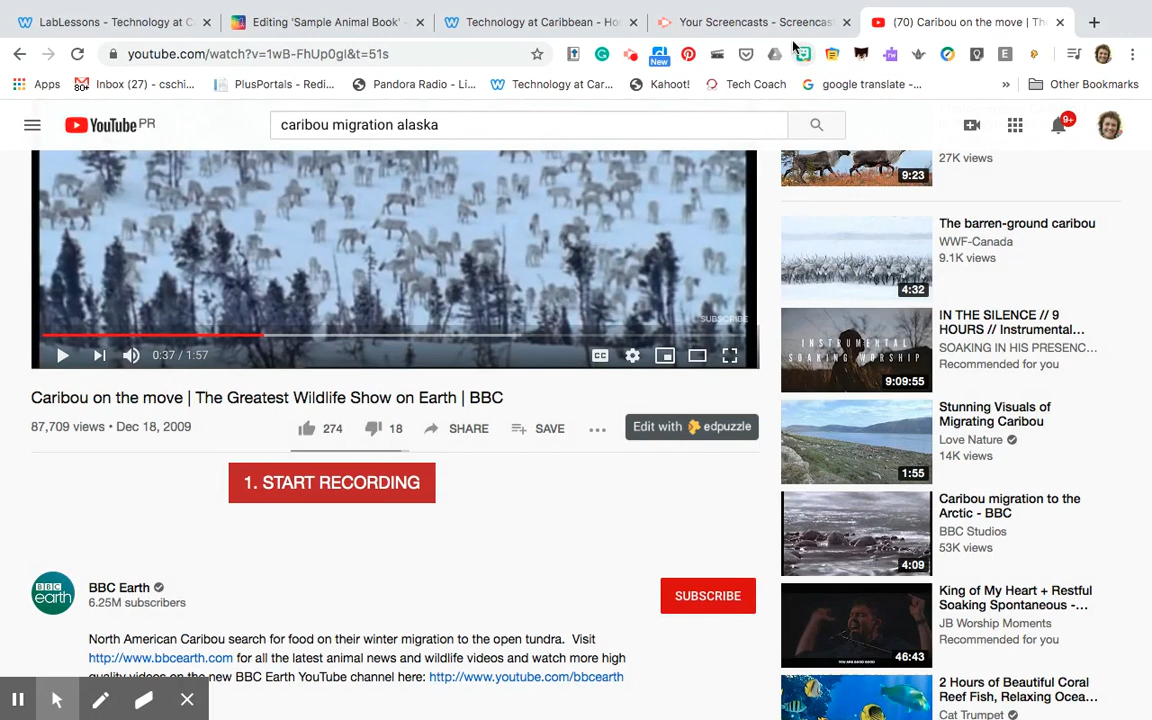 LabLessons - Technology at C
Editing 'Sample Animal Book' -
Technology at Caribbean - Ho
Your Screencasts - Screencas
(70) Caribou on the move | The
youtube.com/watch?v=1wB-FhUp0gI&t=51s
New
Apps
80+
Inbox (27) - cschi...
PlusPortals - Redi...
Pandora Radio - Li...
Technology at Car...
Kahoot!
Tech Coach
google translate -...
»
Other Bookmarks
YouTube PR
caribou migration alaska
9+
27K views
9:23
SUBSCRIBE
0:37 / 1:57
CC
The barren-ground caribou
WWF-Canada
9.1K views
4:32
IN THE SILENCE // 9
HOURS // Instrumental...
SOAKING IN HIS PRESENC...
Recommended for you
INSTRUMENTAL
SOAKING WORSHIP
9:09:55
Caribou on the move | The Greatest Wildlife Show on Earth | BBC
87,709 views • Dec 18, 2009
274
18
SHARE
SAVE
Edit with edpuzzle
Stunning Visuals of
Migrating Caribou
Love Nature
14K views
1:55
1. START RECORDING
Caribou migration to the
Arctic - BBC
BBC Studios
53K views
4:09
BBC
earth
BBC Earth
6.25M subscribers
SUBSCRIBE
King of My Heart + Restful
Soaking Spontaneous -...
JB Worship Moments
Recommended for you
46:43
North American Caribou search for food on their winter migration to the open tundra. Visit
http://www.bbcearth.com for all the latest animal news and wildlife videos and watch more high
quality videos on the new BBC Earth YouTube channel here: http://www.youtube.com/bbcearth
2 Hours of Beautiful Coral
Reef Fish, Relaxing Ocea...
Cat Trumpet